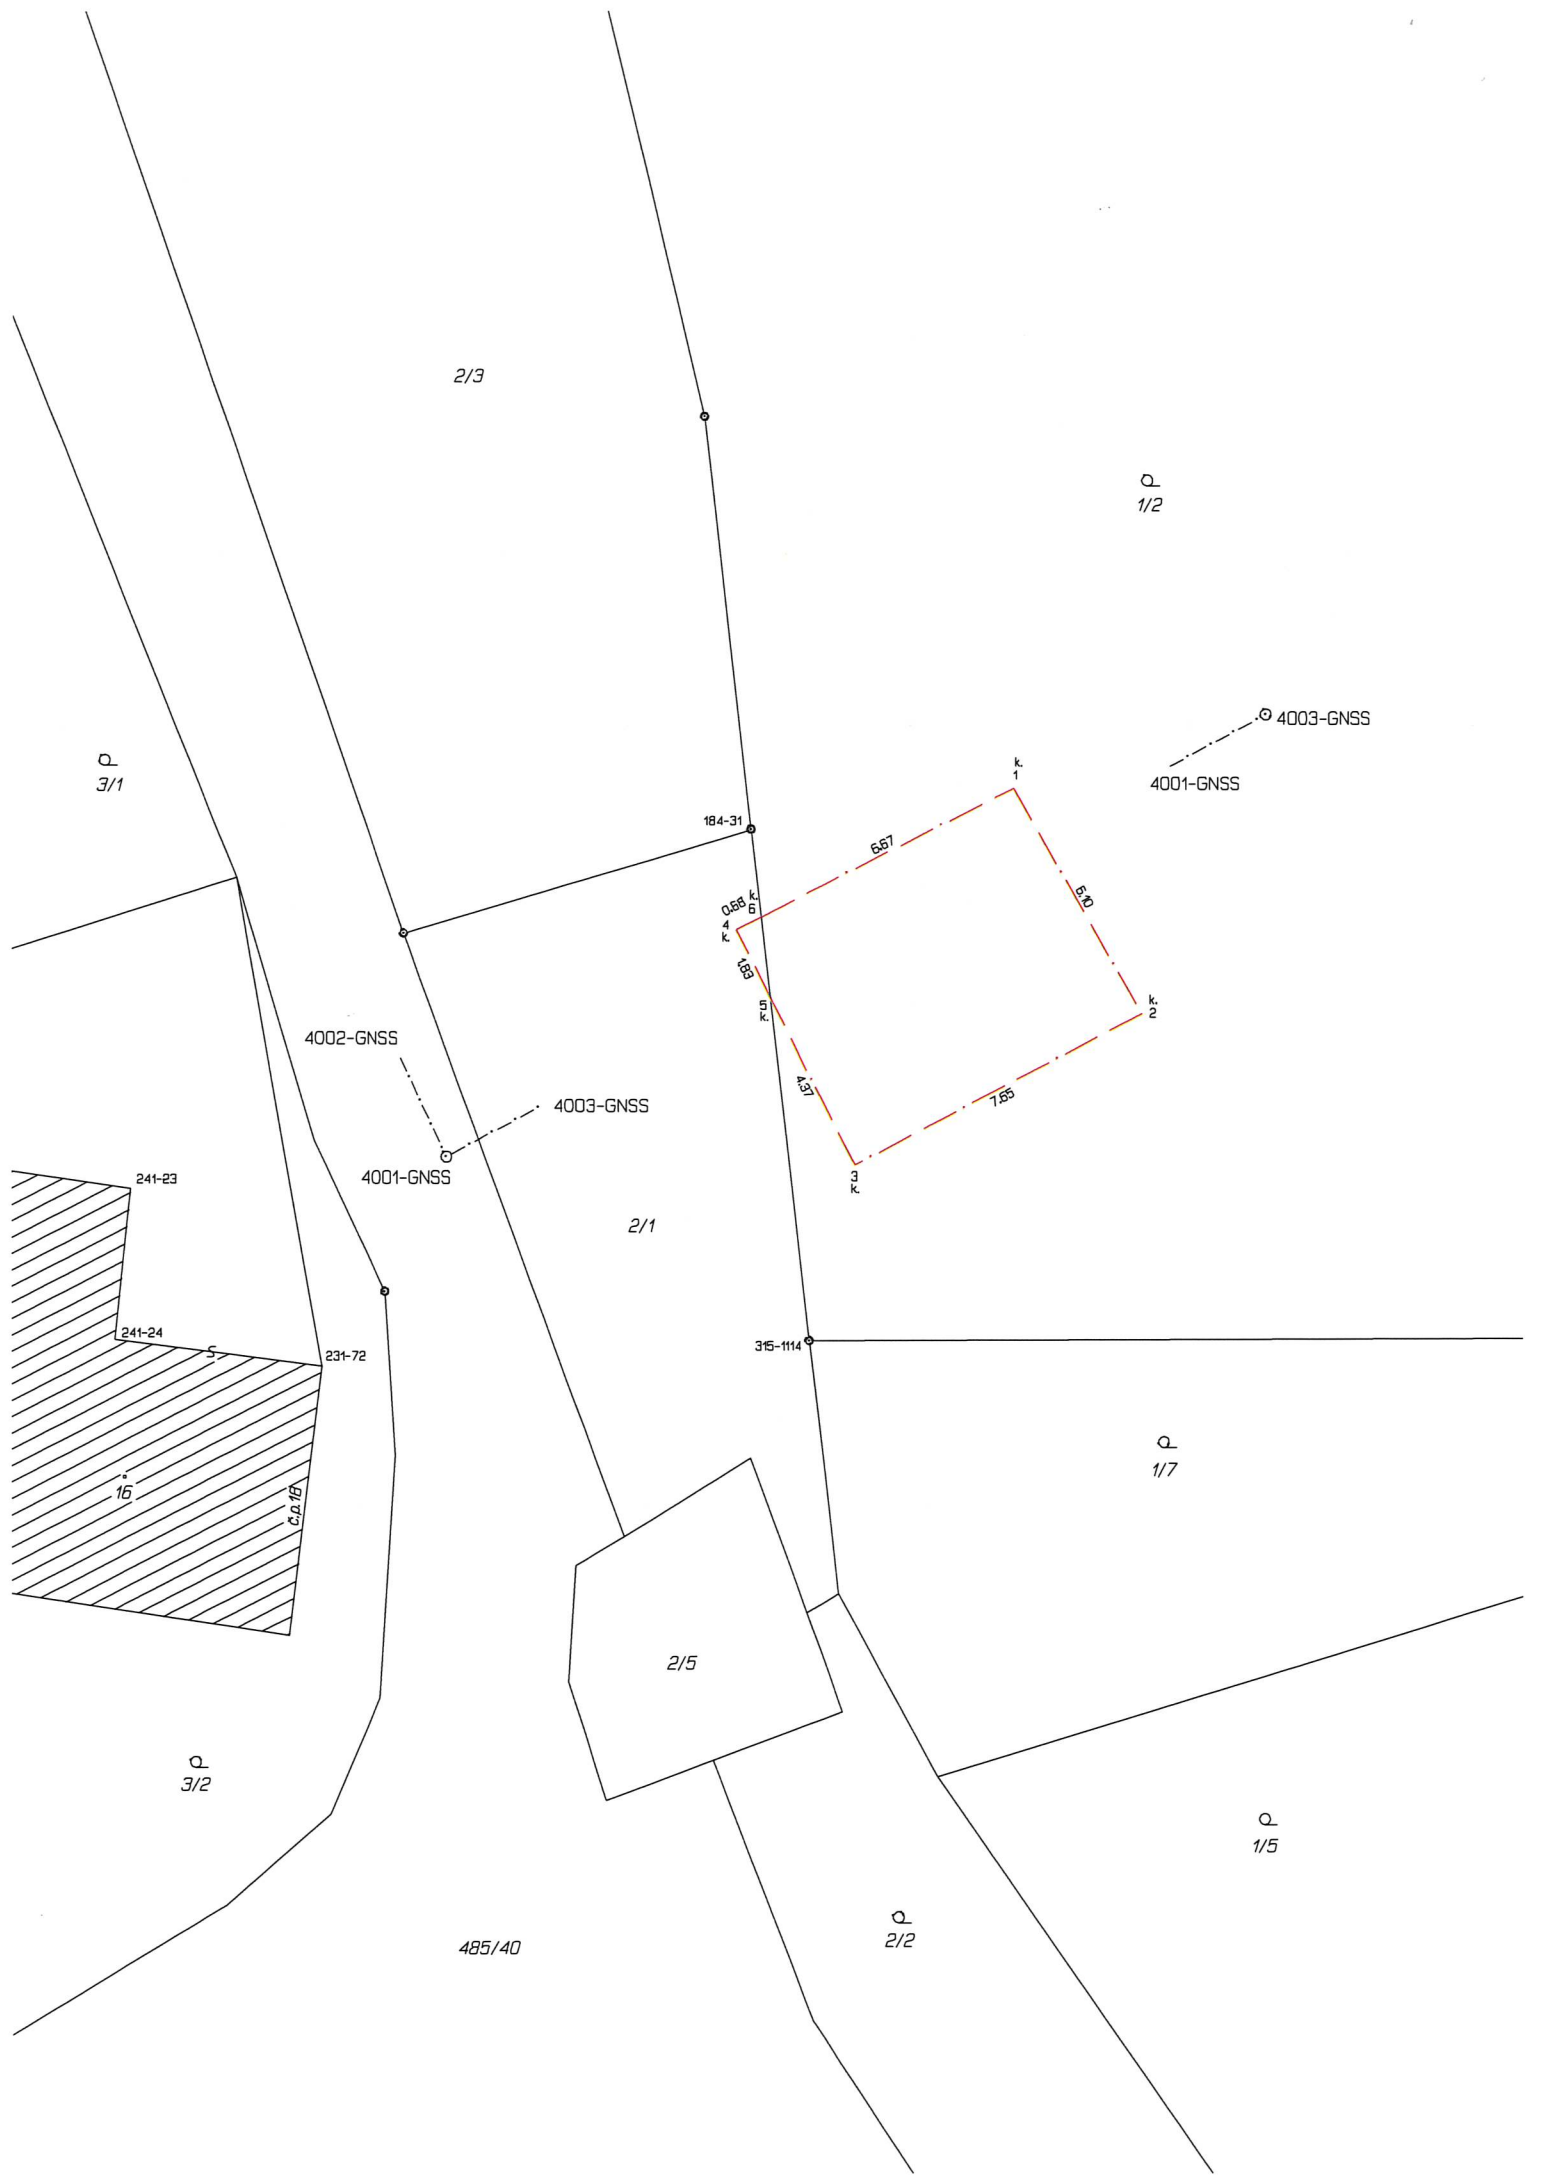 2/3
1/2
4003-GNSS
4001-GNSS
3/1
k.
1
184-31
6.67
6.10
0.68
k.
6
4
k.
1.83
5
k.
k.
2
4002-GNSS
4003-GNSS
4001-GNSS
4.37
7.65
3
k.
241-23
2/1
241-24
S
231-72
315-1114
1/7
16
č.p.18
2/5
3/2
1/5
2/2
485/40